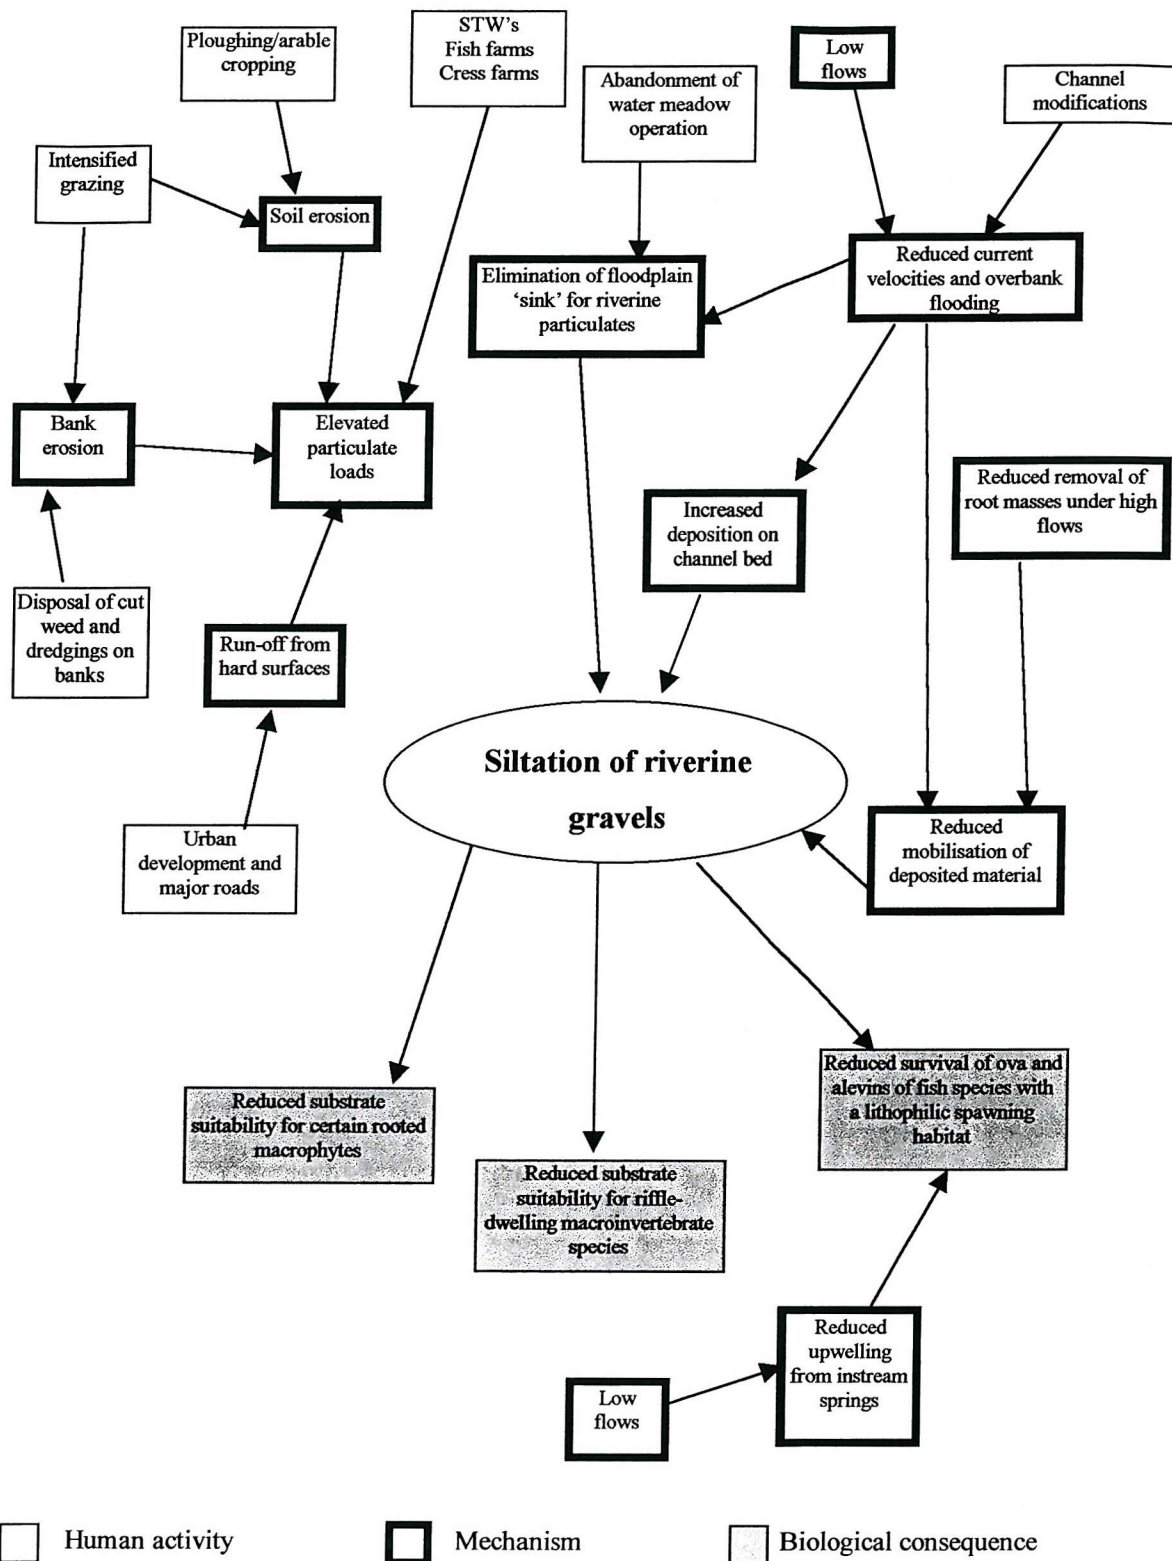 Ploughing/arable
cropping
STW's
Fish farms
Cress farms
Abandonment of
water meadow
operation
Low
flows
Channel
modifications
Intensified
grazing
Soil erosion
Elimination of floodplain
‘sink’ for riverine
particulates
Reduced current
velocities and overbank
flooding
Bank
erosion
Elevated
particulate
loads
Increased
deposition on
channel bed
Reduced removal of
root masses under high
flows
Disposal of cut
weed and
dredgings on
banks
Run-off from
hard surfaces
Siltation of riverine
gravels
Urban
development and
major roads
Reduced
mobilisation of
deposited material
Reduced substrate
suitability for certain rooted
macrophytes
Reduced substrate
suitability for riffle-
dwelling macroinvertebrate
species
Reduced survival of ova and
alevins of fish species with
a lithophilic spawning
habitat
Reduced
upwelling
from instream
springs
Low
flows
Human activity
Mechanism
Biological consequence